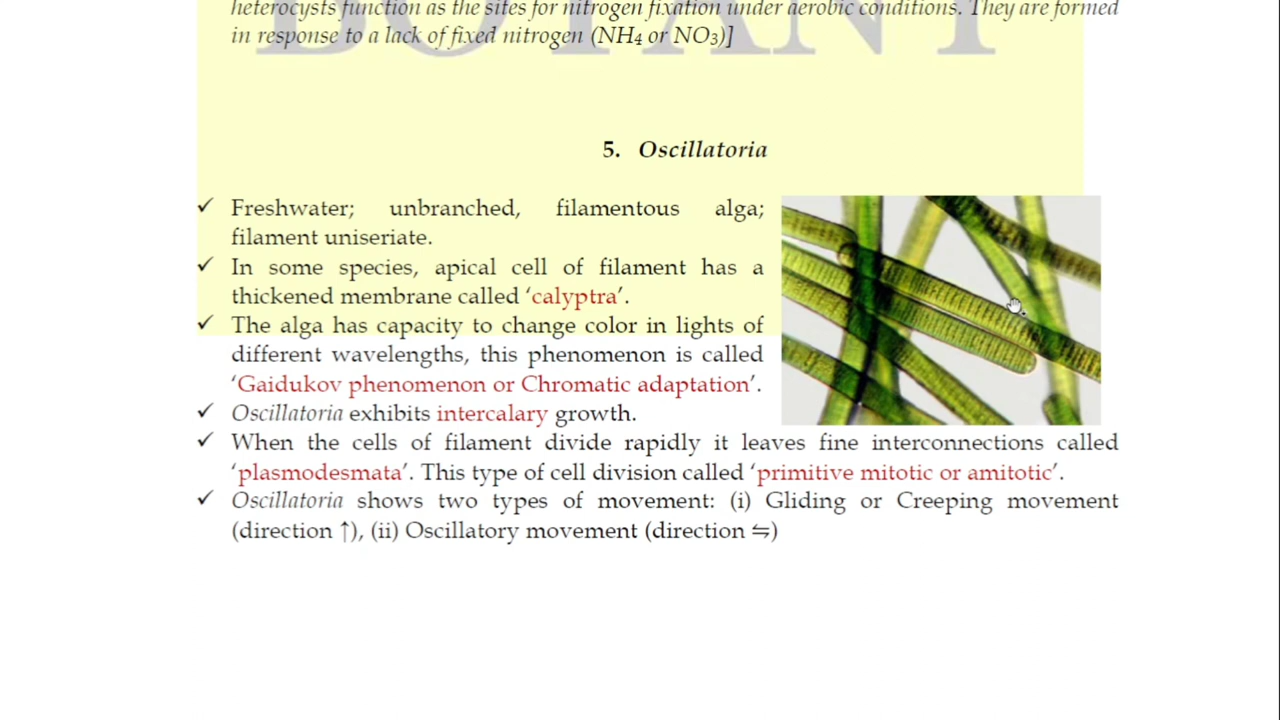 heterocysts function as the sites for nitrogen fixation under aerobic conditions. They are formed
in response to a lack of fixed nitrogen (NH4 or NO3)]
BOTANY
5. Oscillatoria
✓ Freshwater; unbranched, filamentous alga;
filament uniseriate.
✓ In some species, apical cell of filament has a
thickened membrane called ‘calyptra’.
✓ The alga has capacity to change color in lights of
different wavelengths, this phenomenon is called
‘Gaidukov phenomenon or Chromatic adaptation’.
✓ Oscillatoria exhibits intercalary growth.
✓ When the cells of filament divide rapidly it leaves fine interconnections called
‘plasmodesmata’. This type of cell division called ‘primitive mitotic or amitotic’.
✓ Oscillatoria shows two types of movement: (i) Gliding or Creeping movement
(direction ↑), (ii) Oscillatory movement (direction ⇋)